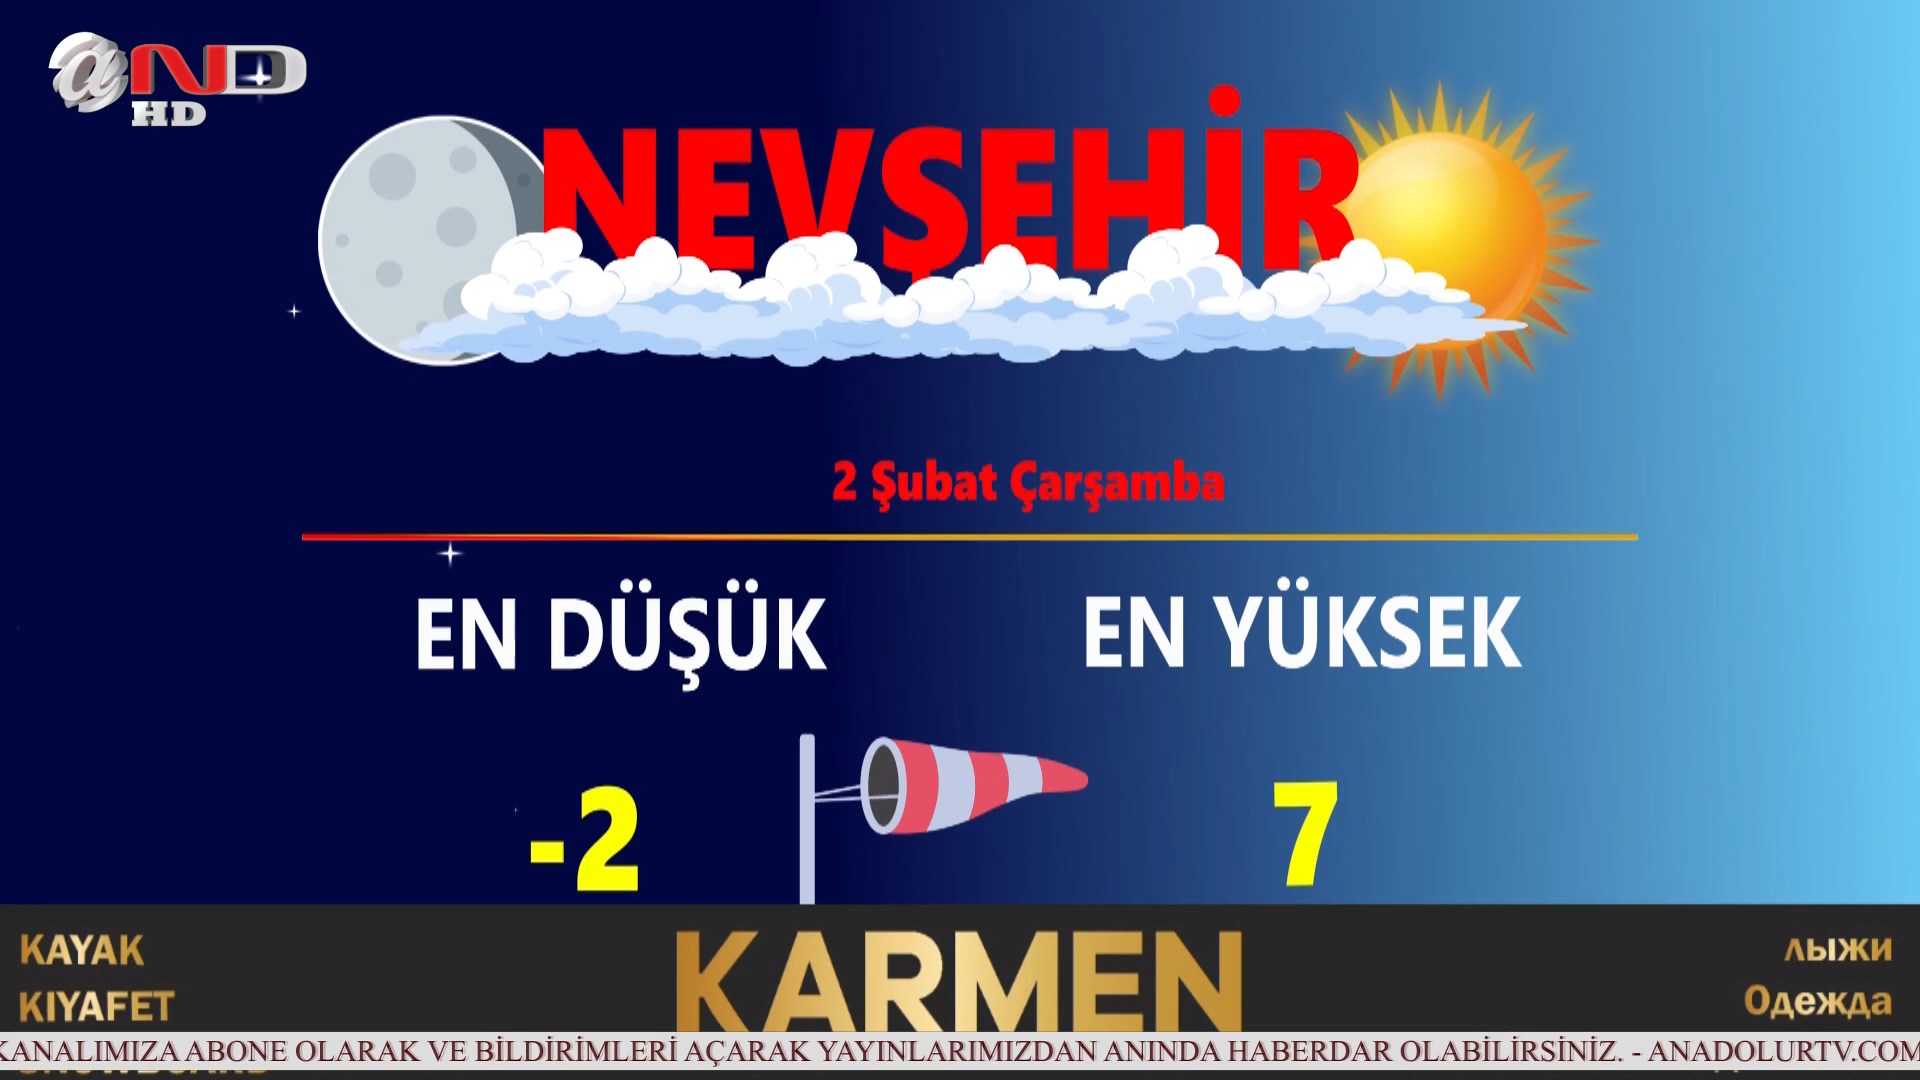 @ND
HD
NEVŞEHİR
2 Şubat Çarşamba
EN DÜŞÜK
EN YÜKSEK
-2
7
KAYAK
KIYAFET
KARMEN
лыжи
Одежда
KANALIMIZA ABONE OLARAK VE BİLDİRİMLERİ AÇARAK YAYINLARIMIZDAN ANINDA HABERDAR OLABİLİRSİNİZ. - ANADOLURTV.COM